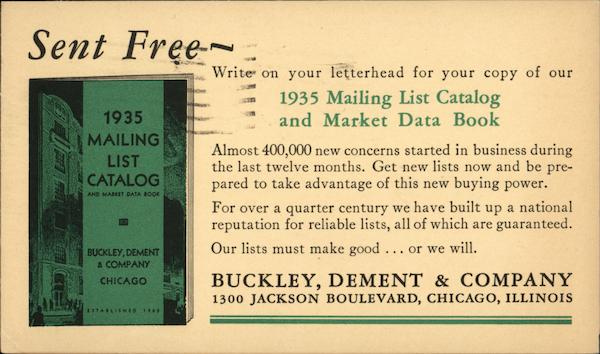 Sent Free~
1935
MAILING
LIST
CATALOG
AND MARKET DATA BOOK
BUCKLEY, DEMENT
& COMPANY
CHICAGO
ESTABLISHED
Write on your letterhead for your copy of our
1935 Mailing List Catalog
and Market Data Book
Almost 400,000 new concerns started in business during
the last twelve months. Get new lists now and be pre-
pared to take advantage of this new buying power.
For over a quarter century we have built up a national
reputation for reliable lists, all of which are guaranteed.
Our lists must make good . . . or we will.
BUCKLEY, DEMENT & COMPANY
1300 JACKSON BOULEVARD, CHICAGO, ILLINOIS